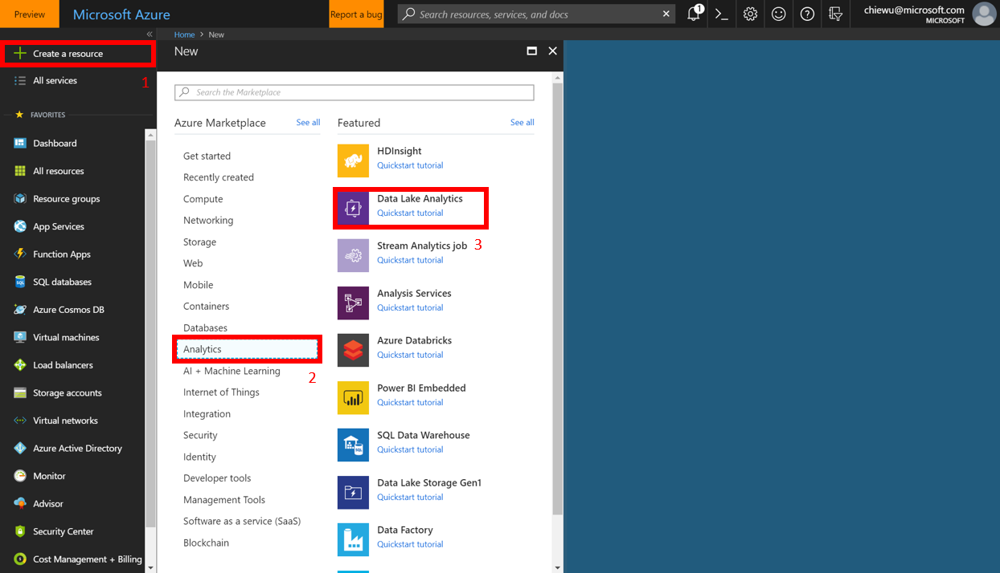 Preview
Microsoft Azure
Report a bug
Search resources, services, and docs
1
chiewu@microsoft.com
MICROSOFT
Home > New
Create a resource
All services
1
FAVORITES
Dashboard
All resources
Resource groups
App Services
Function Apps
SQL databases
Azure Cosmos DB
Virtual machines
Load balancers
Storage accounts
Virtual networks
Azure Active Directory
Monitor
Advisor
Security Center
Cost Management + Billing
New
Search the Marketplace
Azure Marketplace
See all
Get started
Recently created
Compute
Networking
Storage
Web
Mobile
Containers
Databases
Analytics
2
AI + Machine Learning
Internet of Things
Integration
Security
Identity
Developer tools
Management Tools
Software as a service (SaaS)
Blockchain
Featured
See all
HDInsight
Quickstart tutorial
Data Lake Analytics
Quickstart tutorial
3
Stream Analytics job
Quickstart tutorial
Analysis Services
Quickstart tutorial
Azure Databricks
Quickstart tutorial
Power BI Embedded
Quickstart tutorial
SQL Data Warehouse
Quickstart tutorial
Data Lake Storage Gen1
Quickstart tutorial
Data Factory
Quickstart tutorial